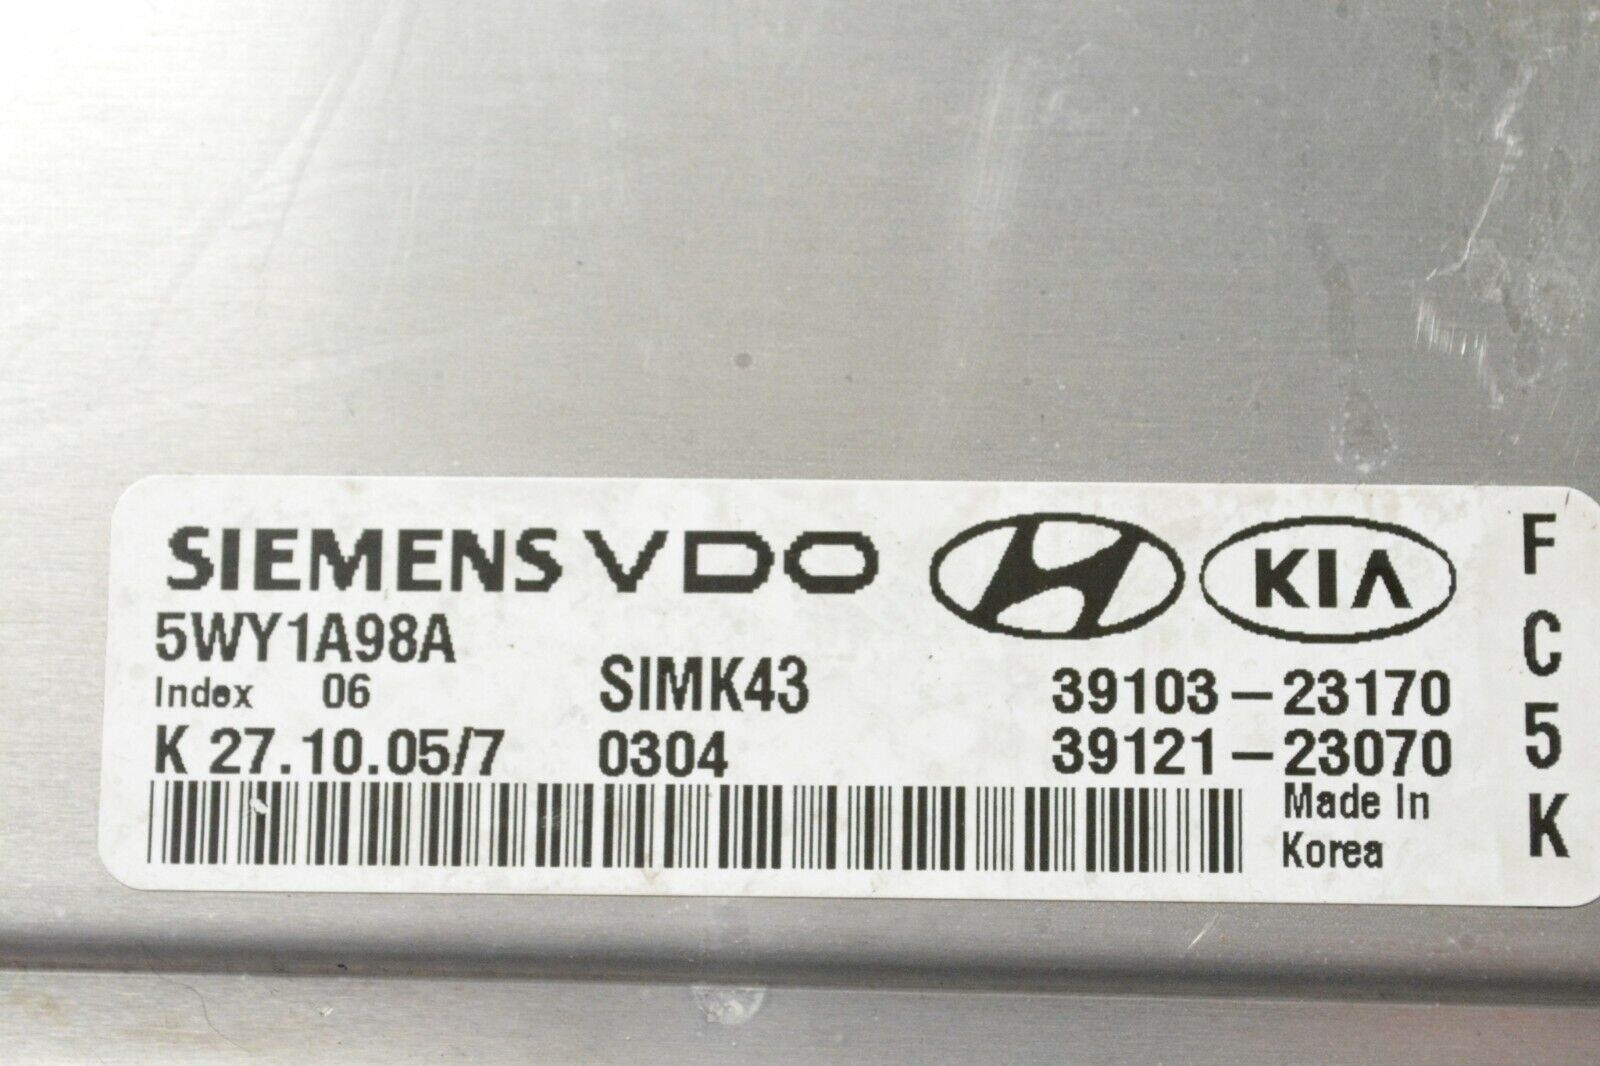 SIEMENS VDO KIA
5WY1A98A
Index 06 SIMK43 39103-23170
K 27.10.05/7 0304 39121-23070
Made In
Korea
F
C
5
K